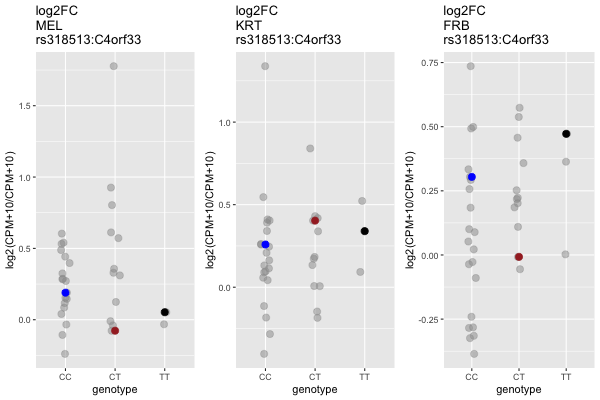 log2FC
MEL
rs318513:C4orf33
log2(CPM+10/CPM+10)
1.5
1.0
0.5
0.0
CC CT TT
genotype
log2FC
KRT
rs318513:C4orf33
log2(CPM+10/CPM+10)
1.0
0.5
0.0
CC CT TT
genotype
log2FC
FRB
rs318513:C4orf33
log2(CPM+10/CPM+10)
0.75
0.50
0.25
0.00
-0.25
CC CT TT
genotype